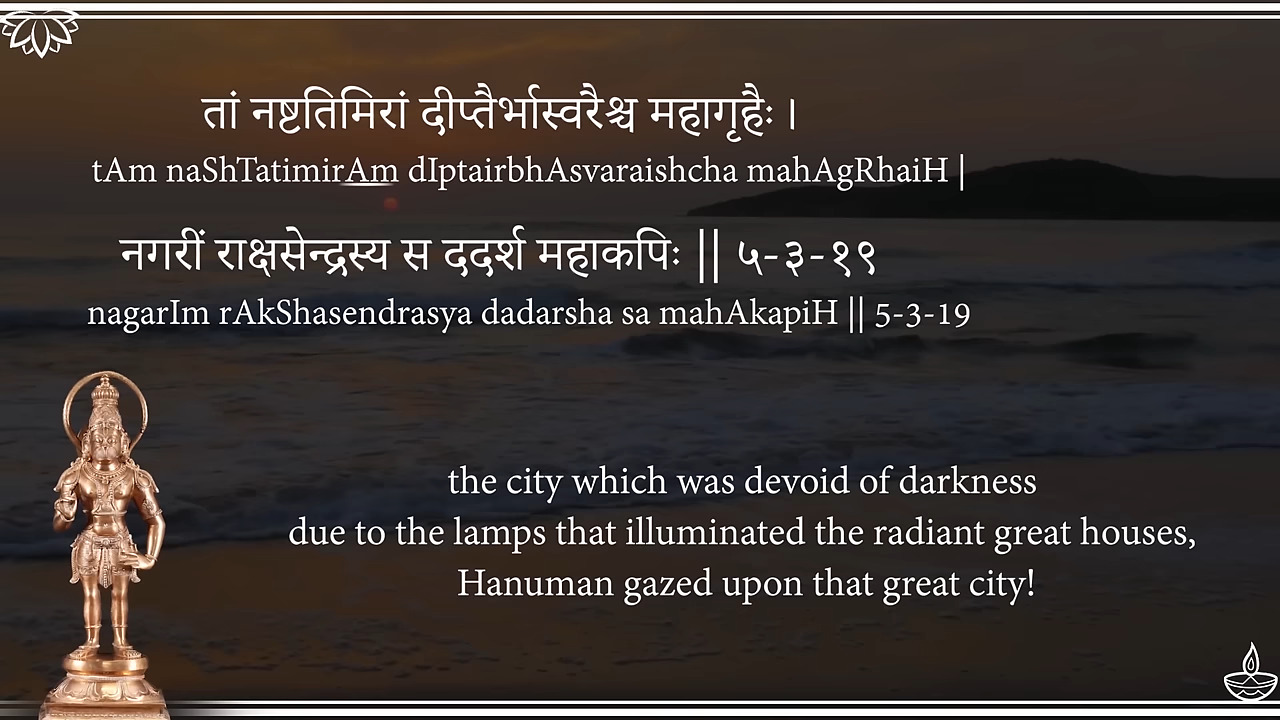 तां नष्टतिमिरां दीप्तैर्भास्वरैश्च महागृहैः ।
tAm naShTatimirAm dIptairbhAsvaraishcha mahAgRhaiH |
नगरीं राक्षसेन्द्रस्य स ददर्श महाकपिः || ५-३-१९
nagarIm rAkShasendrasya dadarsha sa mahAkapiH || 5-3-19
the city which was devoid of darkness
due to the lamps that illuminated the radiant great houses,
Hanuman gazed upon that great city!